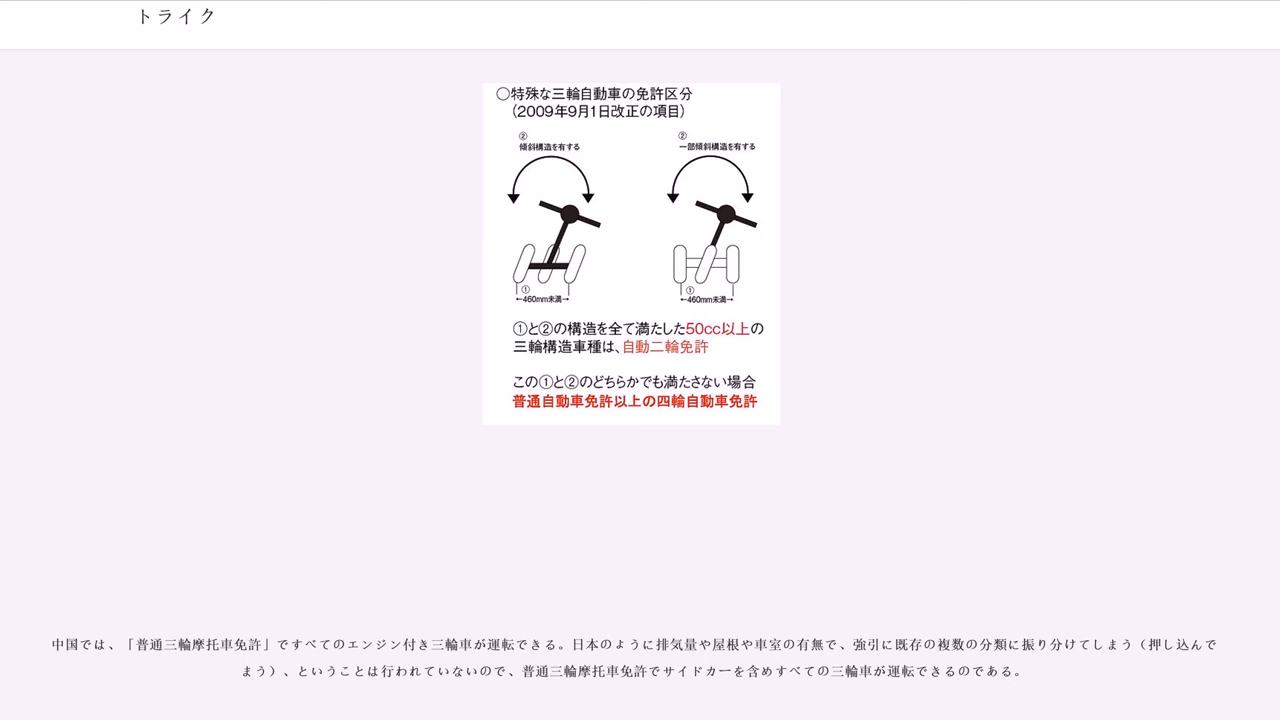 トライク
○特殊な三輪自動車の免許区分
(2009年9月1日改正の項目)
② ②
傾斜構造を有する 一部傾斜構造を有する
① ①
←460mm未満→ ←460mm未満→
①と②の構造を全て満たした50cc以上の
三輪構造車種は、自動二輪免許
この①と②のどちらかでも満たさない場合
普通自動車免許以上の四輪自動車免許
中国では、「普通三輪摩托車免許」ですべてのエンジン付き三輪車が運転できる。日本のように排気量や屋根や車室の有無で、強引に既存の複数の分類に振り分けてしまう（押し込んで
まう）、ということは行われていないので、普通三輪摩托車免許でサイドカーを含めすべての三輪車が運転できるのである。